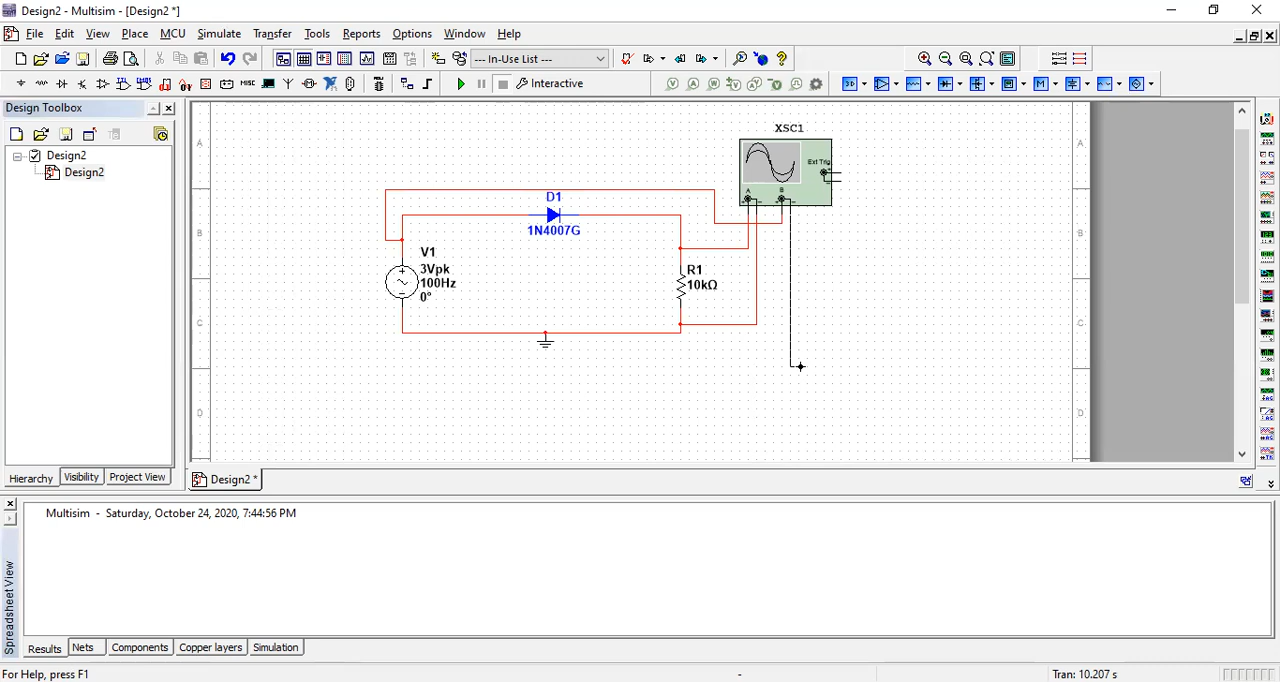 Design2 - Multisim - [Design2 *]
File Edit View Place MCU Simulate Transfer Tools Reports Options Window Help
--- In-Use List ---
Interactive
Design Toolbox
Design2
Design2
Hierarchy Visibility Project View
A
B
C
D
A
B
C
D
XSC1
Ext Trig
A B
D1
1N4007G
V1
3Vpk
100Hz
0°
R1
10kΩ
Design2 *
Multisim - Saturday, October 24, 2020, 7:44:56 PM
Spreadsheet View
Results Nets Components Copper layers Simulation
For Help, press F1
-
Tran: 10.207 s